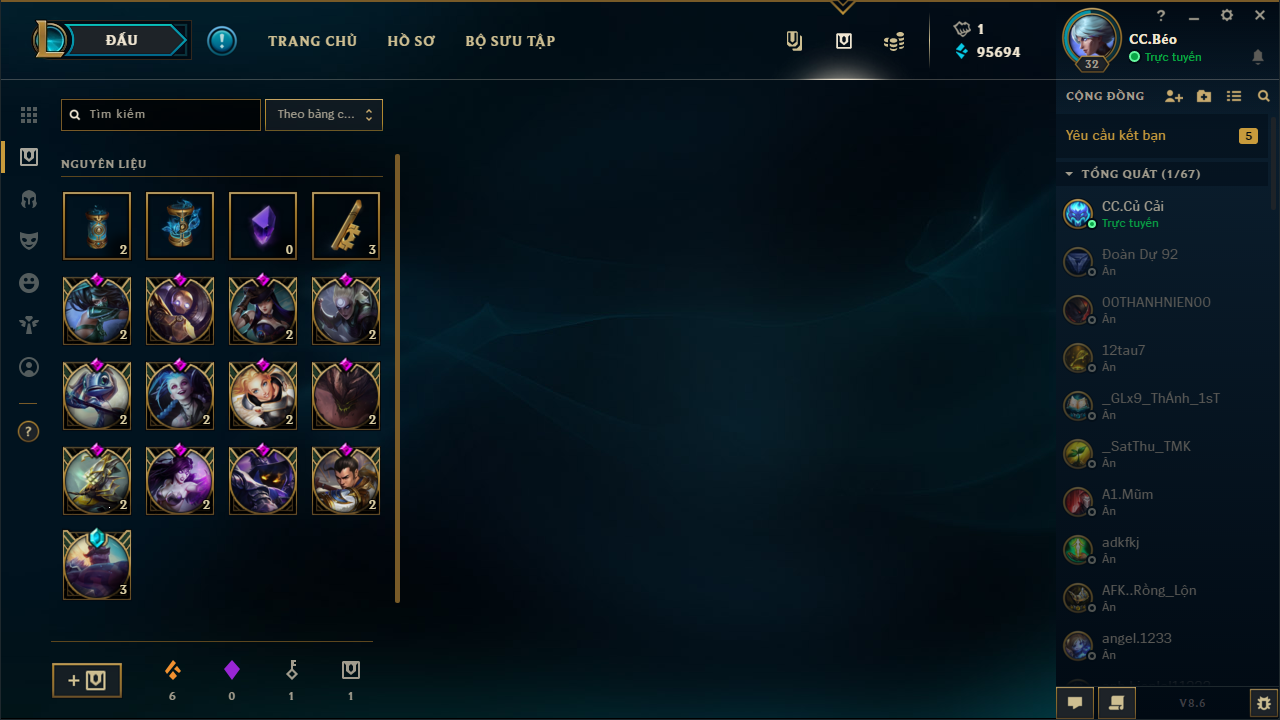 ĐẤU
TRANG CHỦ
HỒ SƠ
BỘ SƯU TẬP
1
95694
?
32
CC.Béo
Trực tuyến
Tìm kiếm
Theo bảng c...
NGUYÊN LIỆU
2
0
3
2
2
2
2
2
2
2
2
2
2
2
3
?
6
0
1
1
CỘNG ĐỒNG
Yêu cầu kết bạn
5
TỔNG QUÁT (1/67)
CC.Củ Cải
Trực tuyến
Đoàn Dự 92
Ẩn
00THANHNIEN00
Ẩn
12tau7
Ẩn
_GLx9_ThÁnh_1sT
Ẩn
_SatThu_TMK
Ẩn
A1.Mũm
Ẩn
adkfkj
Ẩn
AFK..Rồng_Lộn
Ẩn
angel.1233
Ẩn
V8.6